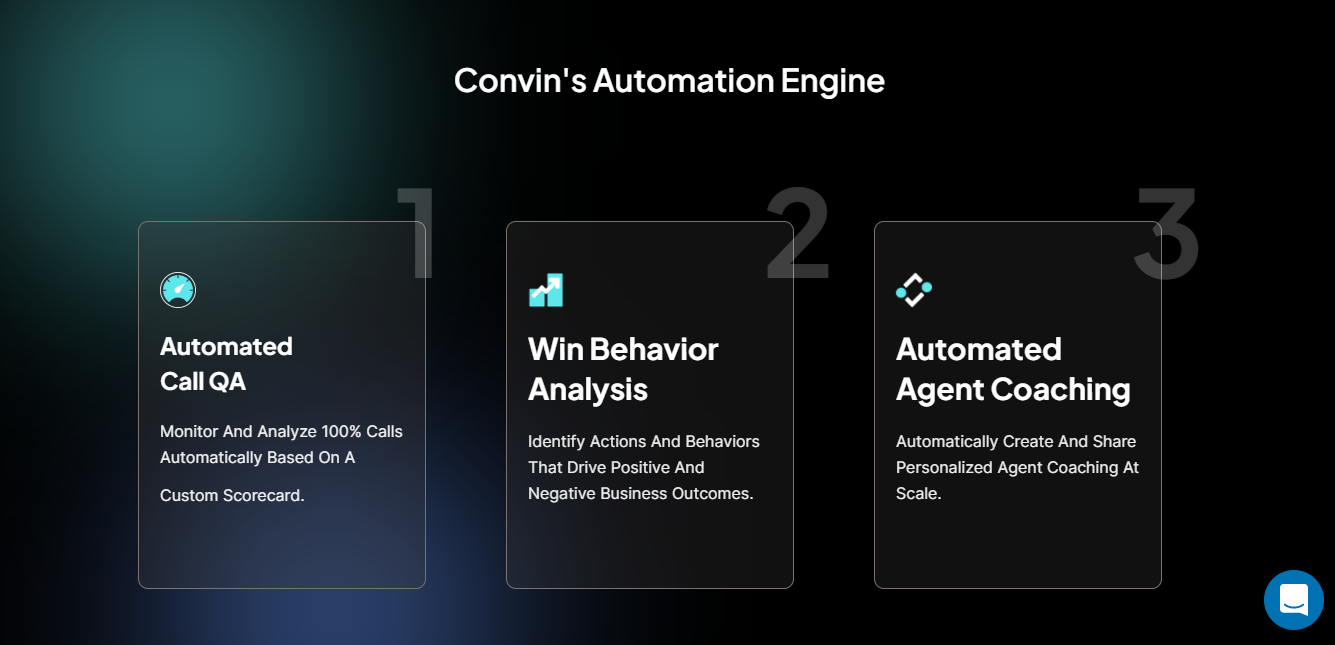 Convin's Automation Engine
1
Automated
Call QA
Monitor And Analyze 100% Calls
Automatically Based On A
Custom Scorecard.
2
Win Behavior
Analysis
Identify Actions And Behaviors
That Drive Positive And
Negative Business Outcomes.
3
Automated
Agent Coaching
Automatically Create And Share
Personalized Agent Coaching At
Scale.